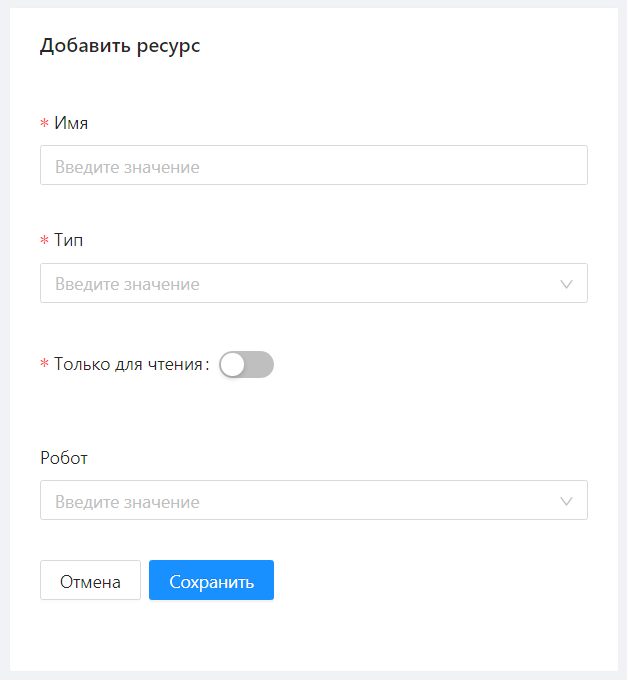 Добавить ресурс
* Имя
Введите значение
* Тип
Введите значение
* Только для чтения:
Робот
Введите значение
Отмена Сохранить